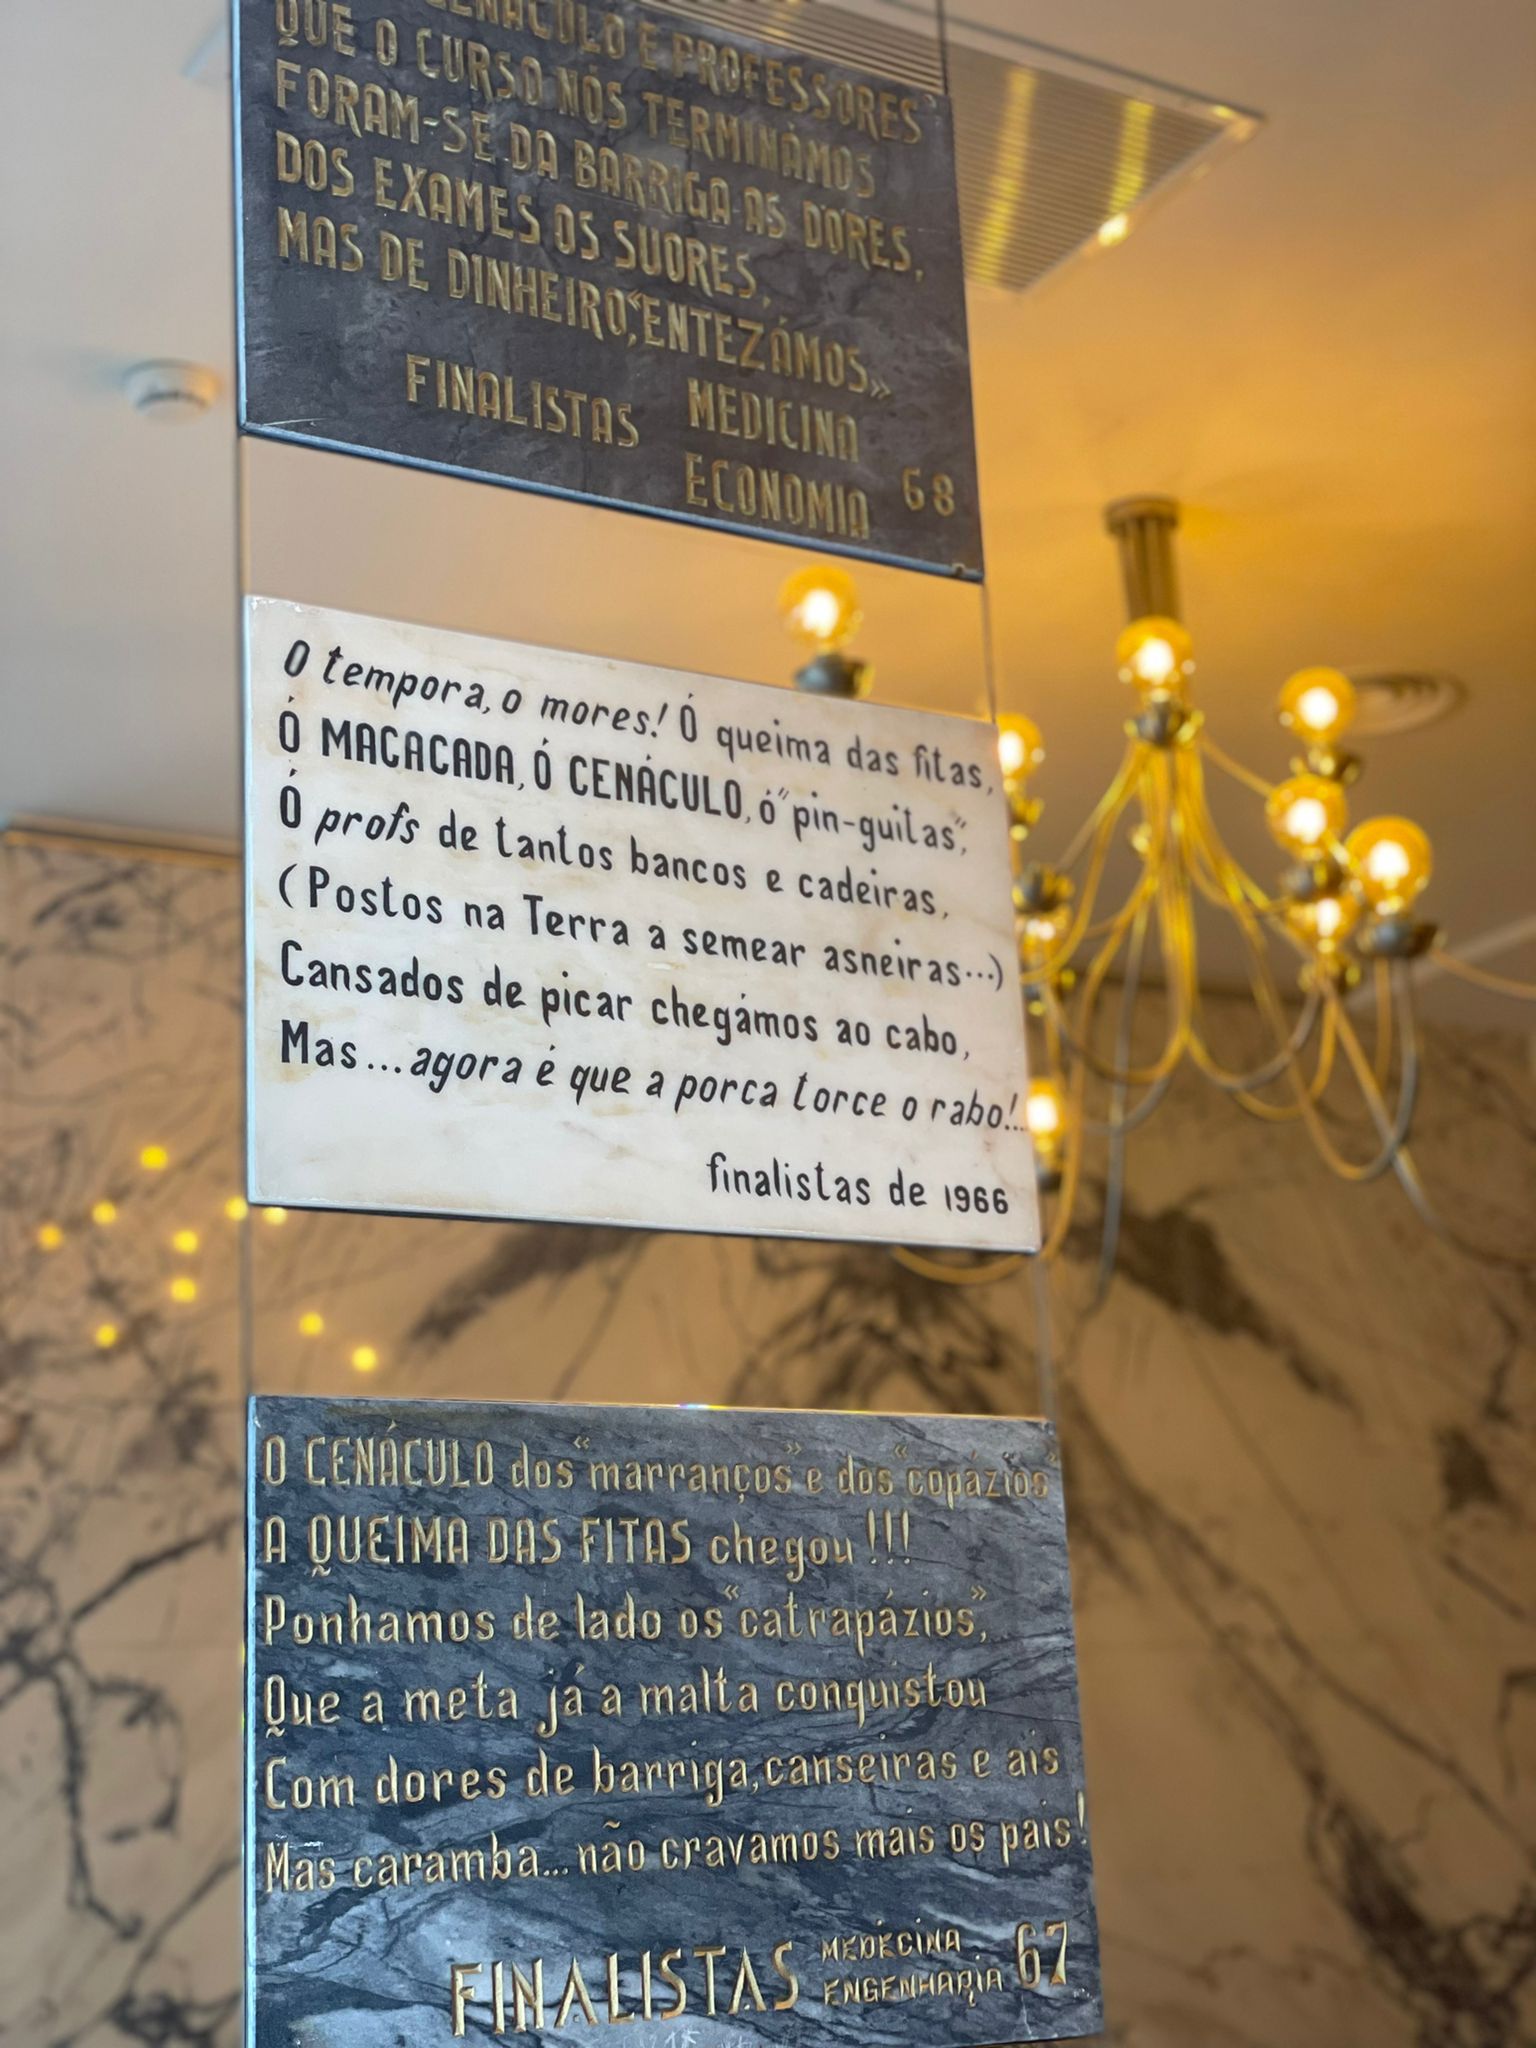 CENÁCULO E PROFESSORES
QUE O CURSO NÓS TERMINÁMOS
FORAM-SE DA BARRIGA AS DORES,
DOS EXAMES OS SUORES,
MAS DE DINHEIRO, «ENTEZÁMOS»
FINALISTAS MEDICINA
ECONOMIA 68
O tempora, o mores! Ó queima das fitas,
Ó MACACADA, Ó CENÁCULO, ó "pin-guitas",
Ó profs de tantos bancos e cadeiras,
(Postos na Terra a semear asneiras...)
Cansados de picar chegámos ao cabo,
Mas...agora é que a porca torce o rabo!...
finalistas de 1966
O CENÁCULO dos «marranços» e dos «copázios»
A QUEIMA DAS FITAS chegou!!!
Ponhamos de lado os «catrapázios»,
Que a meta já a malta conquistou
Com dores de barriga, canseiras e ais
Mas caramba... não cravamos mais os pais!
FINALISTAS MEDECINA
ENGENHARIA 67